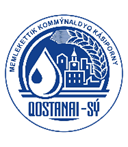 MEMLEKETTIK KOMMÝNALDYQ KÁSIPORNY
QOSTANAI-SÝ